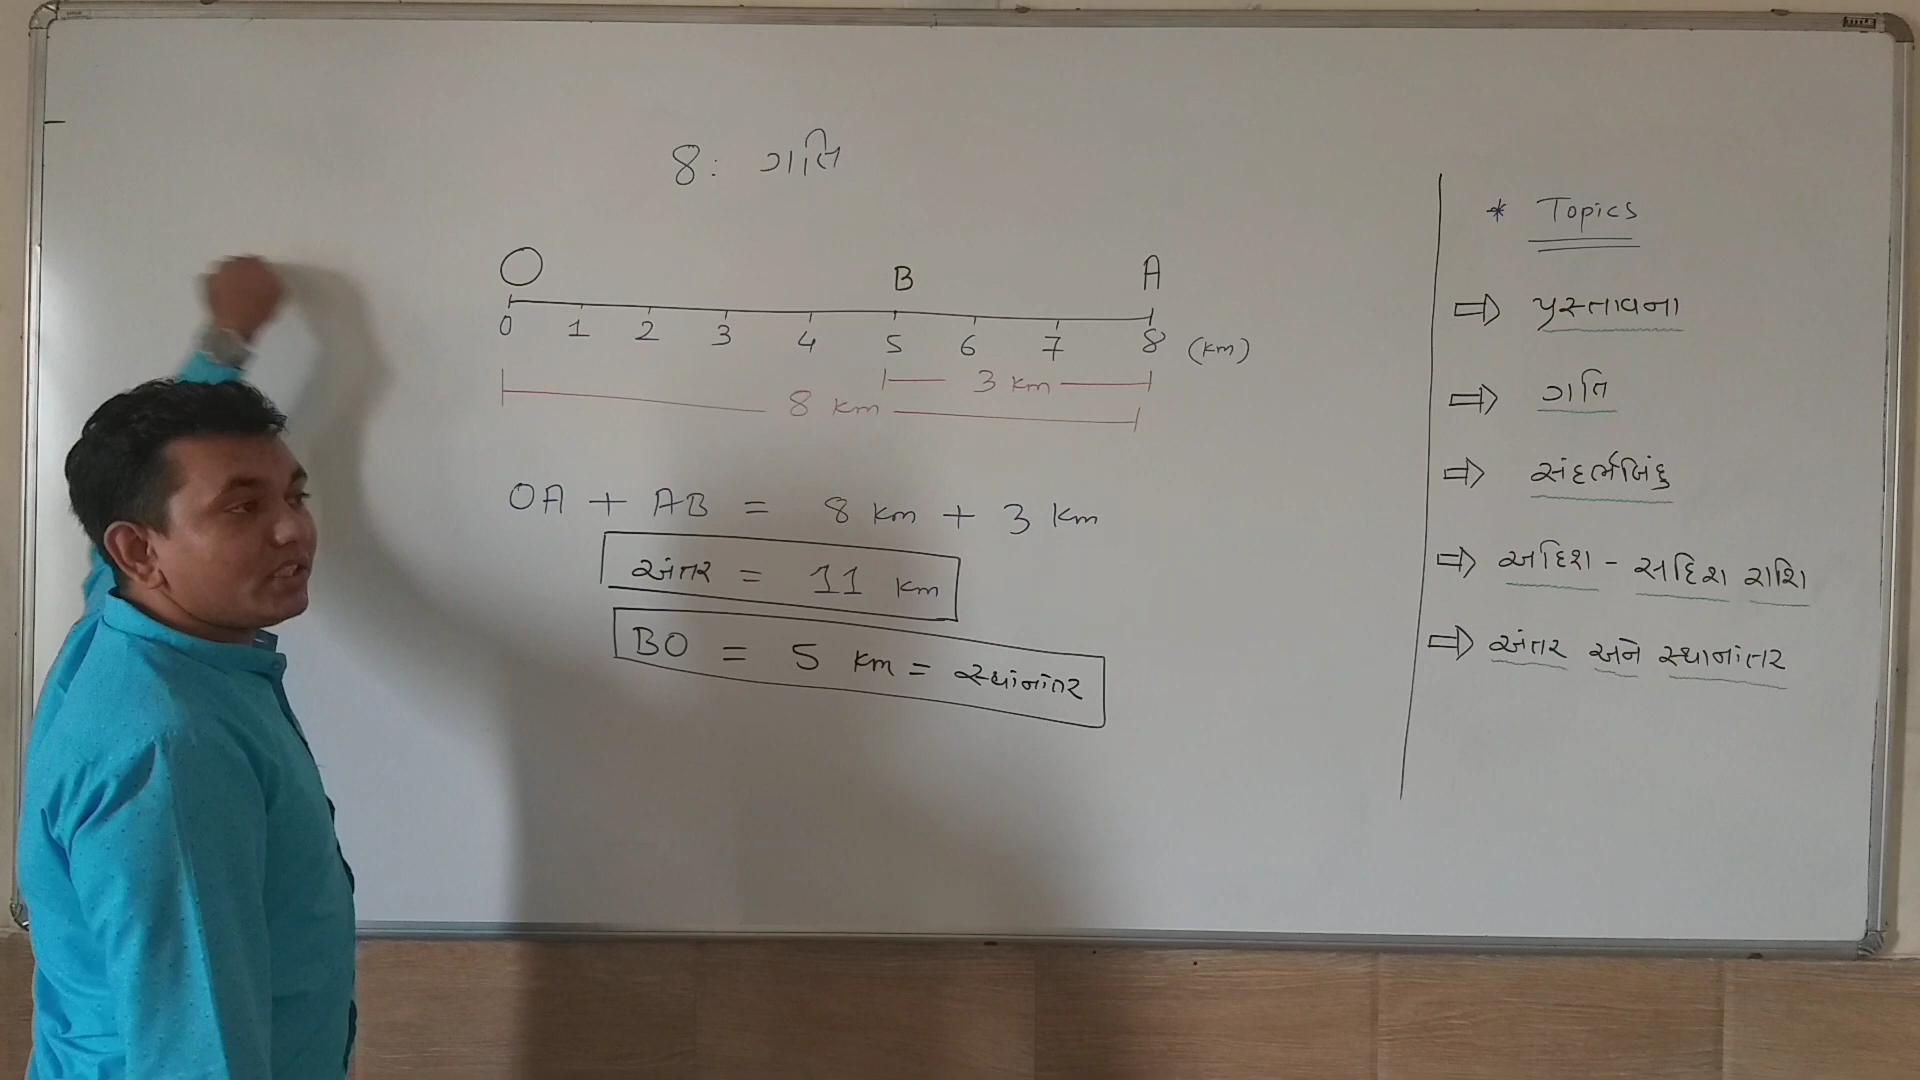 8: ગતિ
O B A
0 1 2 3 4 5 6 7 8 (km)
3 km
8 km
OA + AB = 8 km + 3 km
અંતર = 11 km
BO = 5 km = સ્થાંનાંતર
* Topics
⇨ પ્રસ્તાવના
⇨ ગતિ
⇨ સંદર્ભબિંદુ
⇨ અદિશ - સદિશ રાશિ
⇨ અંતર અને સ્થાનાંતર